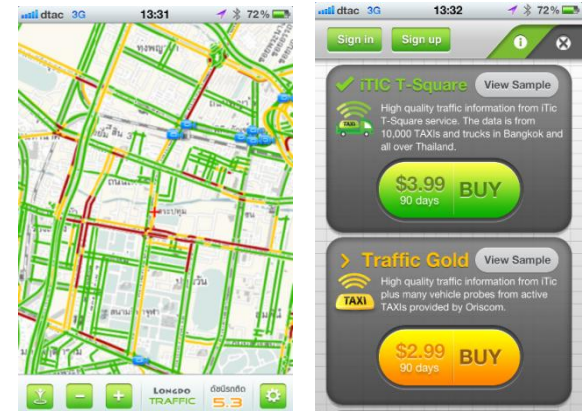 dtac 3G 13:31 72%
LONGDO
TRAFFIC
ดัชนีรถติด
5.3
dtac 3G 13:32 72%
Sign in Sign up
iTIC T-Square View Sample
TAXI
High quality traffic information from iTic
T-Square service. The data is from
10,000 TAXIs and trucks in Bangkok and
all over Thailand.
$3.99 BUY
90 days
Traffic Gold View Sample
TAXI
High quality traffic information from iTic
plus many vehicle probes from active
TAXIs provided by Oriscom.
$2.99 BUY
90 days